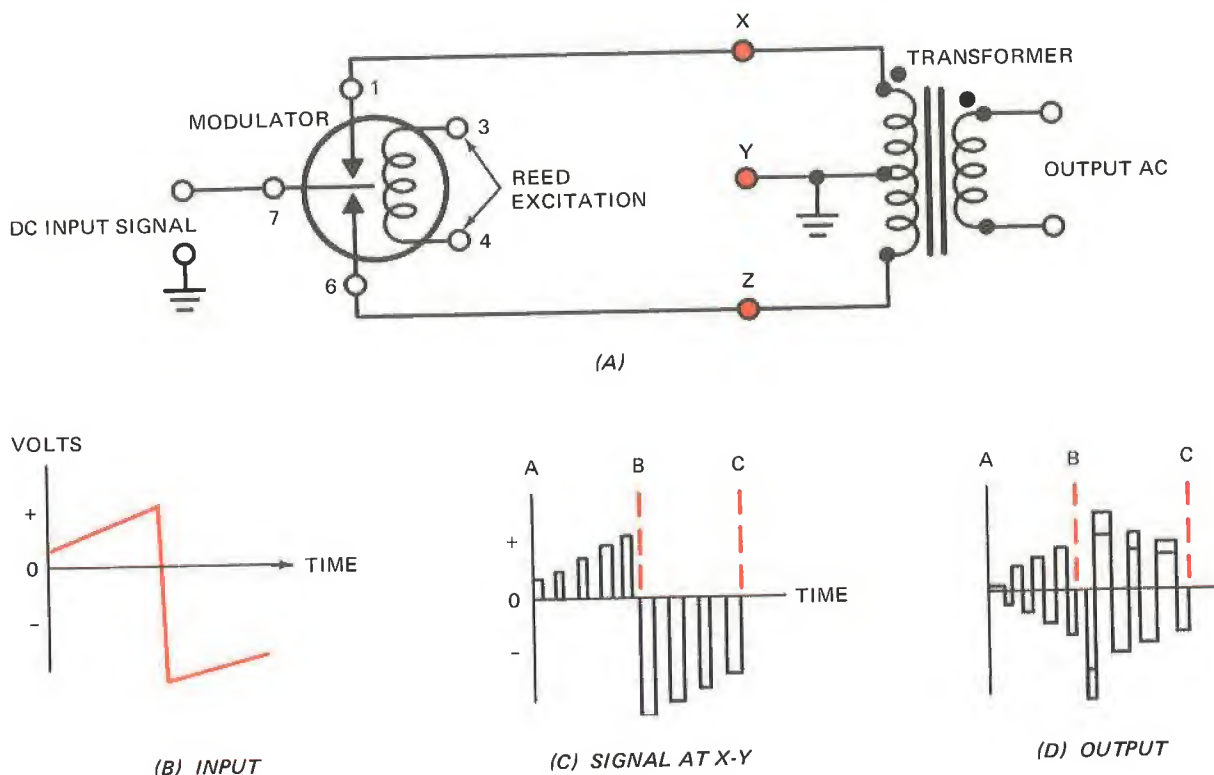 X
TRANSFORMER
1
MODULATOR
3
Y
REED
EXCITATION
OUTPUT AC
7
DC INPUT SIGNAL
4
6
Z
(A)
VOLTS
+
0
-
TIME
(B) INPUT
A B C
+
0
-
TIME
(C) SIGNAL AT X-Y
A B C
(D) OUTPUT